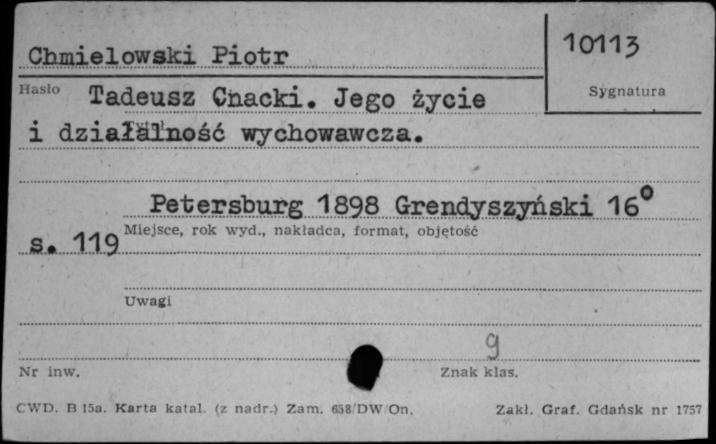 Chmielowski Piotr
10113
Hasło
Sygnatura
Tadeusz Cnacki. Jego życie
i działalność wychowawcza.
Petersburg 1898 Grendyszyński 16°
s. 119
Miejsce, rok wyd., nakładca, format, objętość
Uwagi
g
Nr inw.
Znak klas.
CWD. B 15a. Karta katal. (z nadr.) Zam. 658/DW/On.
Zakł. Graf. Gdańsk nr 1757